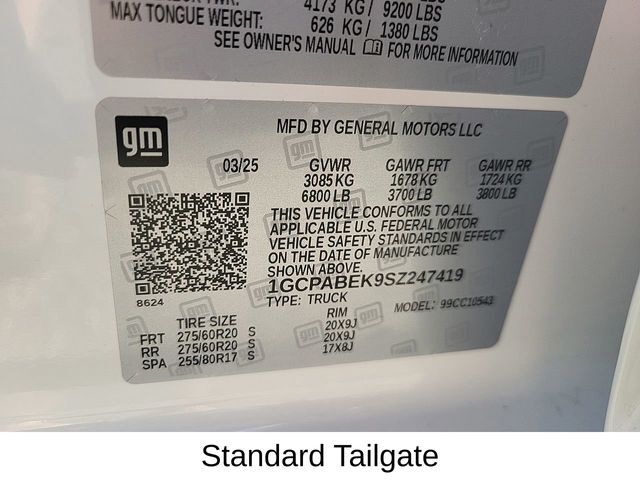 4173 KG/ 9200 LBS
MAX TONGUE WEIGHT: 626 KG/ 1380 LBS
SEE OWNER'S MANUAL FOR MORE INFORMATION
gm
MFD BY GENERAL MOTORS LLC
03/25 GVWR GAWR FRT GAWR RR
3085 KG 1678 KG 1724 KG
6800 LB 3700 LB 3800 LB
THIS VEHICLE CONFORMS TO ALL
APPLICABLE U.S. FEDERAL MOTOR
VEHICLE SAFETY STANDARDS IN EFFECT
ON THE DATE OF MANUFACTURE
SHOWN ABOVE.
1GCPABEK9SZ247419
8624
TYPE: TRUCK MODEL: 99CC10543
TIRE SIZE RIM
FRT 275/60R20 S 20X9J
RR 275/60R20 S 20X9J
SPA 255/80R17 S 17X8J
Standard Tailgate